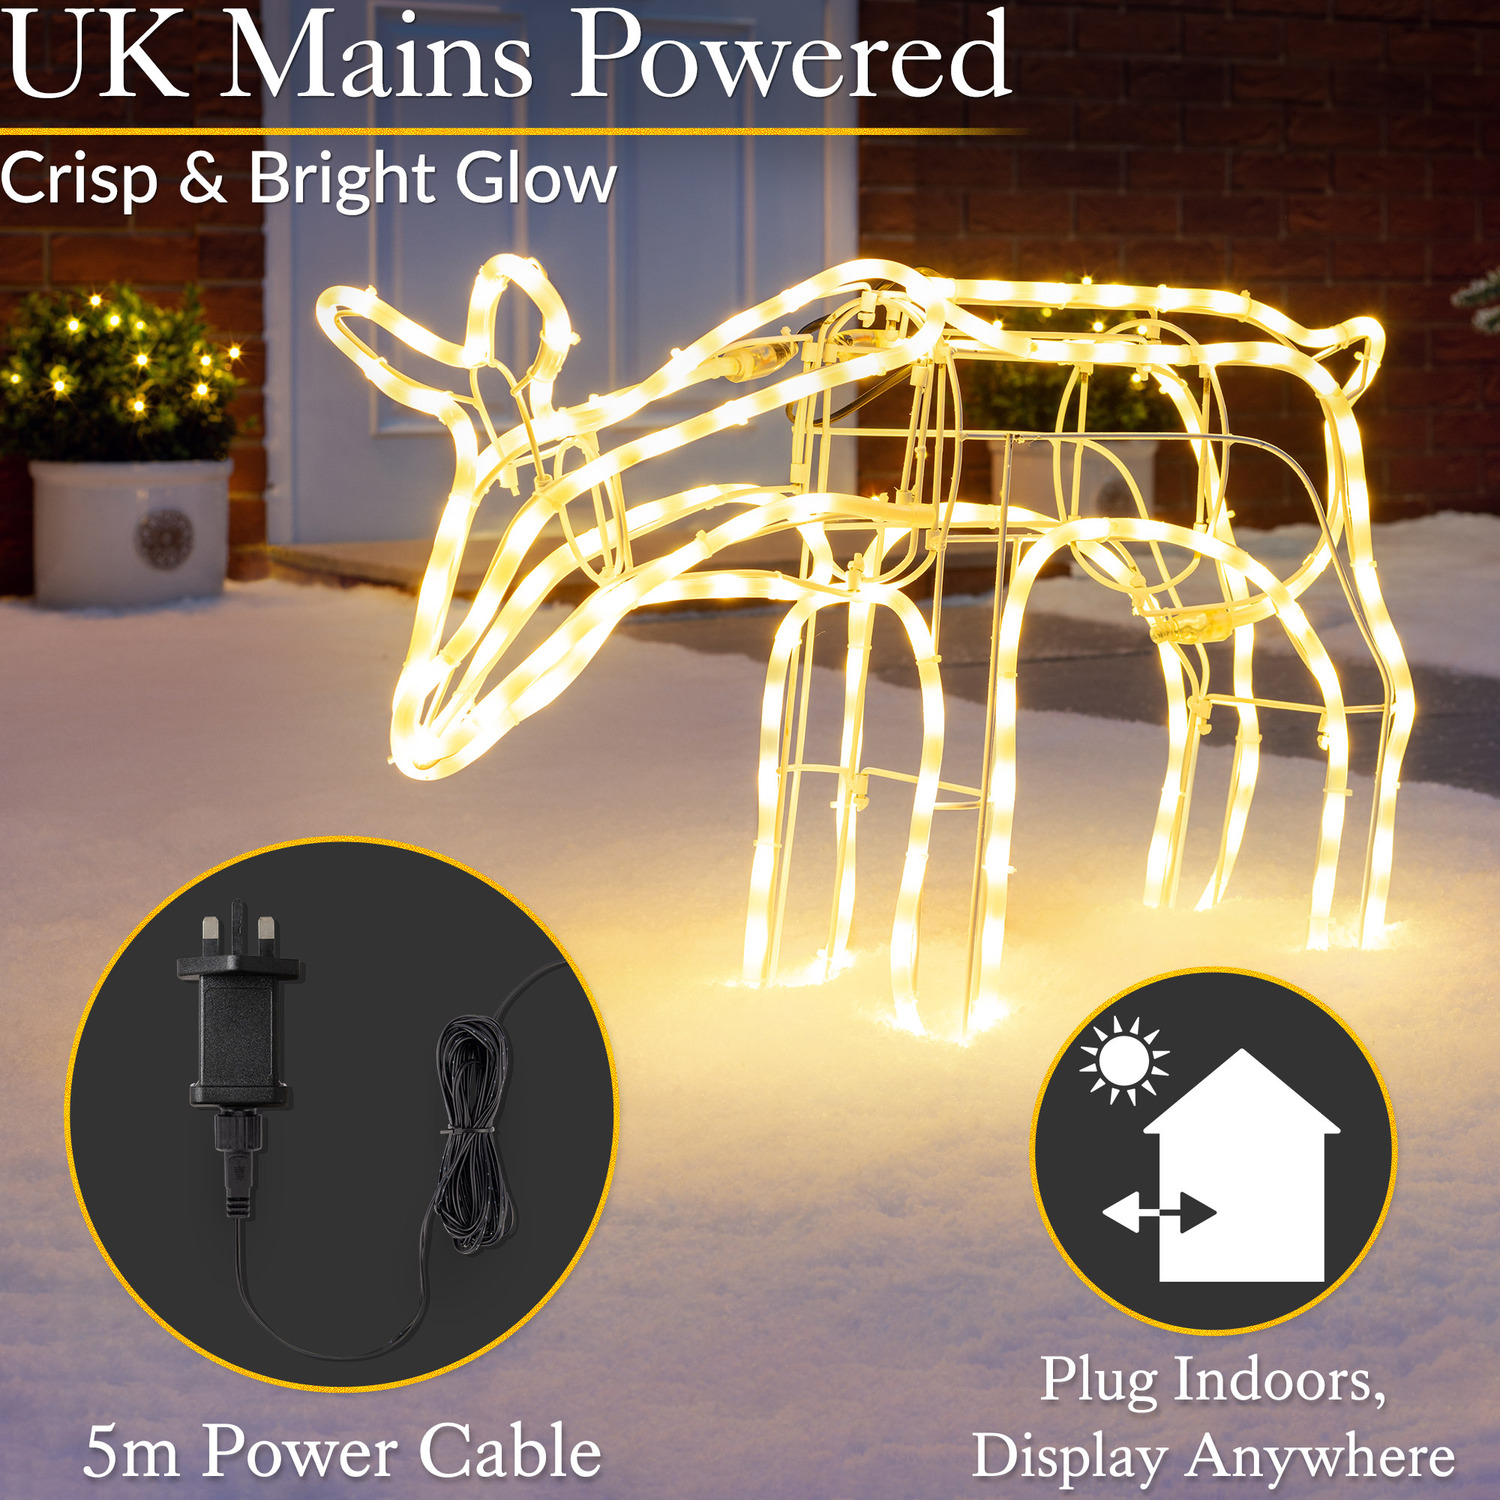 UK Mains Powered
Crisp & Bright Glow
5m Power Cable
Plug Indoors,
Display Anywhere